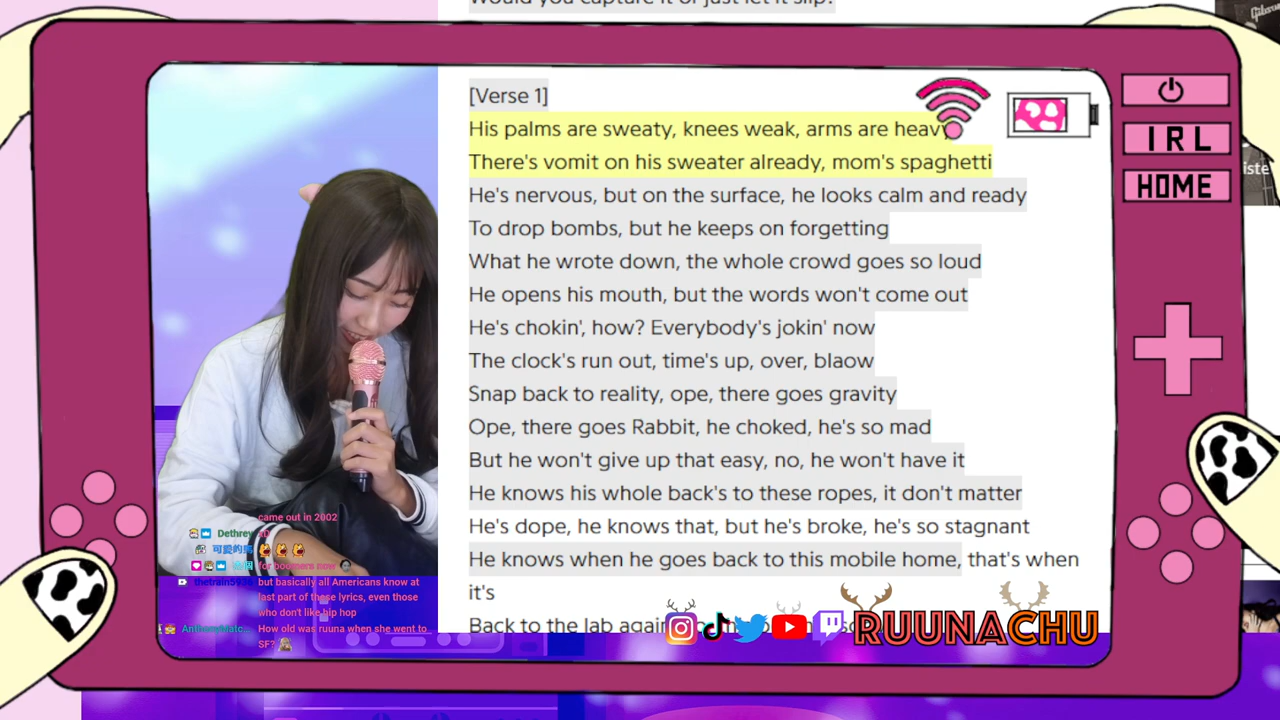 Would you capture it or just let it slip?
[Verse 1]
His palms are sweaty, knees weak, arms are heavy
There's vomit on his sweater already, mom's spaghetti
He's nervous, but on the surface, he looks calm and ready
To drop bombs, but he keeps on forgetting
What he wrote down, the whole crowd goes so loud
He opens his mouth, but the words won't come out
He's chokin', how? Everybody's jokin' now
The clock's run out, time's up, over, blaow
Snap back to reality, ope, there goes gravity
Ope, there goes Rabbit, he choked, he's so mad
But he won't give up that easy, no, he won't have it
He knows his whole back's to these ropes, it don't matter
He's dope, he knows that, but he's broke, he's so stagnant
He knows when he goes back to this mobile home, that's when
it's
Back to the lab again
IRL
HOME
Gibson
iste
came out in 2002
Dethrey xD
可愛的
for boomers now
thetrain5936 but basically all Americans know at
last part of these lyrics, even those
who don't like hip hop
AnthonyMatc... How old was ruuna when she went to
SF?
RUUNACHU